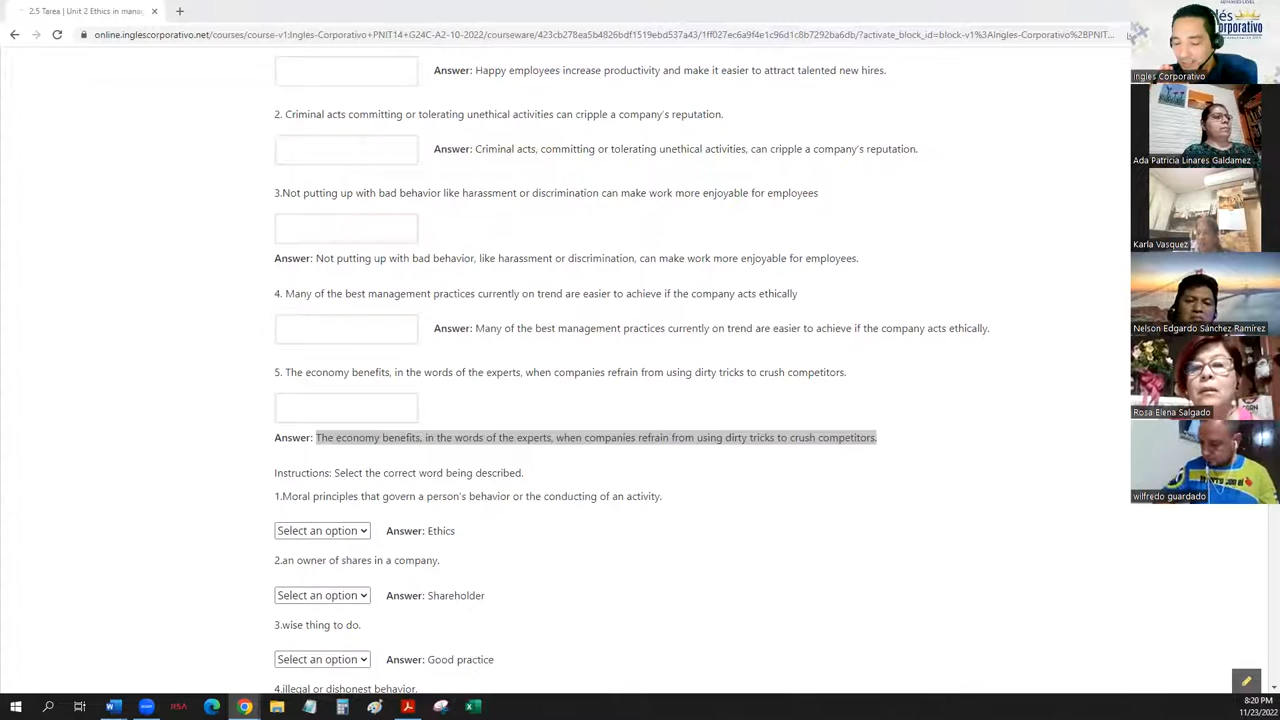 2.5 Tarea | Unit 2 Ethics in mana
online.inglescorporativo.net/courses/course-v1:Ingles-Corporativo+PNIT14+G24C-A2-10-2022+2022/423b278ea5b4826bdf1519ebd537a43/1ff027ec6a9f4e1c96d1c8b7292ba6db/?activate_block_id=block-v1%3AIngles-Corporativo%2BPNIT...
Answer: Happy employees increase productivity and make it easier to attract talented new hires.
2. Criminal acts committing or tolerating unethical activities can cripple a company's reputation.
Answer: Criminal acts, committing or tolerating unethical activities, can cripple a company's reputation.
3.Not putting up with bad behavior like harassment or discrimination can make work more enjoyable for employees
Answer: Not putting up with bad behavior, like harassment or discrimination, can make work more enjoyable for employees.
4. Many of the best management practices currently on trend are easier to achieve if the company acts ethically
Answer: Many of the best management practices currently on trend are easier to achieve if the company acts ethically.
5. The economy benefits, in the words of the experts, when companies refrain from using dirty tricks to crush competitors.
Answer: The economy benefits, in the words of the experts, when companies refrain from using dirty tricks to crush competitors.
Instructions: Select the correct word being described.
1.Moral principles that govern a person's behavior or the conducting of an activity.
Select an option Answer: Ethics
2.an owner of shares in a company.
Select an option Answer: Shareholder
3.wise thing to do.
Select an option Answer: Good practice
4.illegal or dishonest behavior.
Ingles Corporativo
Ada Patricia Linares Galdamez
Karla Vasquez
Nelson Edgardo Sánchez Ramírez
Rosa Elena Salgado
wilfredo guardado
RSA
8:20 PM
11/23/2022